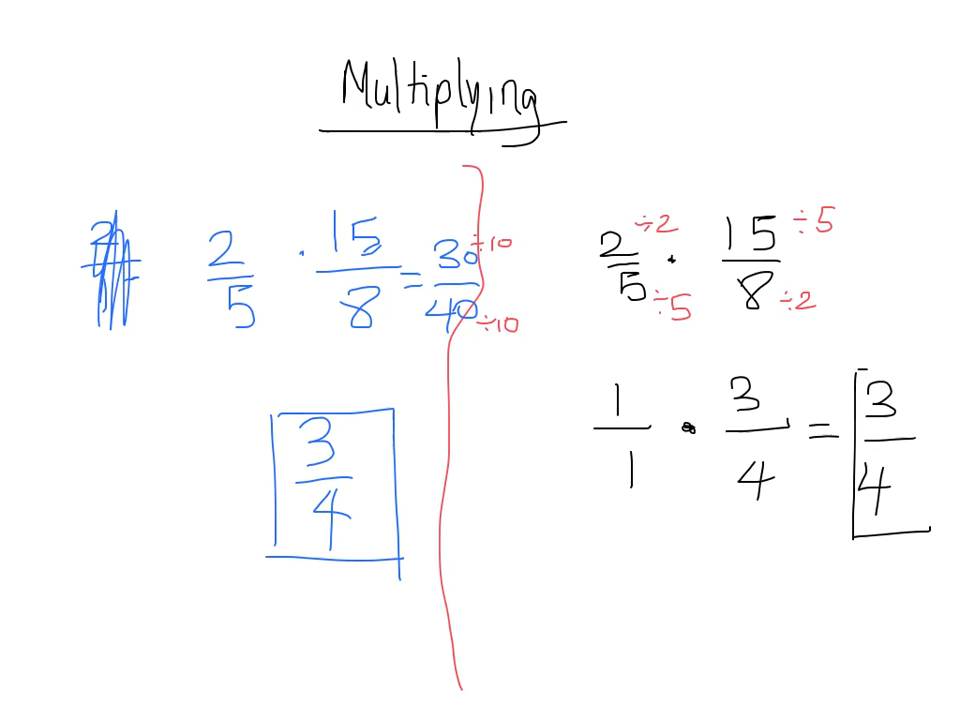 Multiplying
2/5 · 15/8 = 30/40 ÷10 ÷10
3/4
2/5 ÷2 ÷5 · 15/8 ÷5 ÷2
1/1 · 3/4 = 3/4